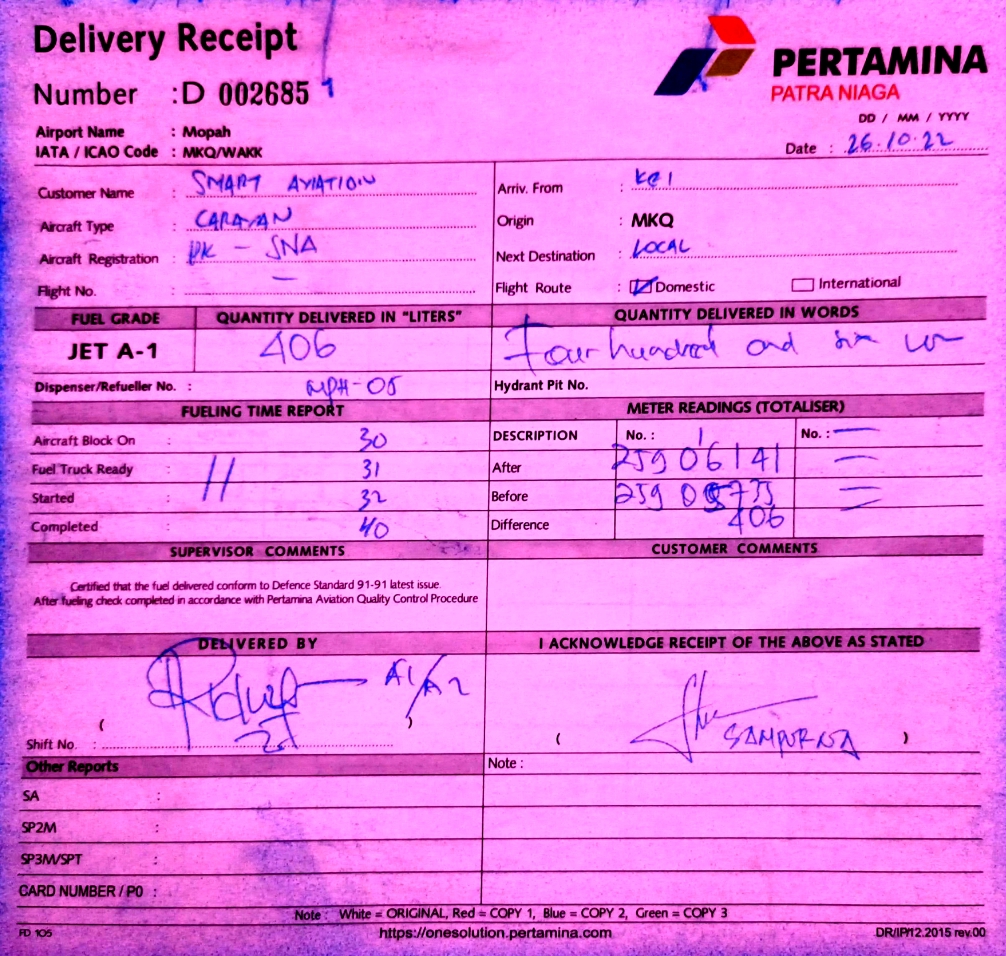 Delivery Receipt
Number : D 002685 1
PERTAMINA
PATRA NIAGA
Airport Name : Mopah
IATA / ICAO Code : MKQ/WAKK
DD / MM / YYYY
Date : 26.10.22
Customer Name : SMART AVIATION
Arriv. From : KEI
Aircraft Type : CARAVAN
Origin : MKQ
Aircraft Registration : PK - SNA
Next Destination : LOCAL
Flight No. : -
Flight Route : Domestic International
FUEL GRADE QUANTITY DELIVERED IN "LITERS" QUANTITY DELIVERED IN WORDS
JET A-1 406 Four hundred and six
Dispenser/Refueller No. : MPH-05 Hydrant Pit No.
FUELING TIME REPORT METER READINGS (TOTALISER)
Aircraft Block On : 30 DESCRIPTION No. : 1 No. : —
Fuel Truck Ready : 11 31 After 25906141 —
Started : 32 Before 25905735 —
Completed : 40 Difference 406
SUPERVISOR COMMENTS CUSTOMER COMMENTS
Certified that the fuel delivered conform to Defence Standard 91-91 latest issue.
After fueling check completed in accordance with Pertamina Aviation Quality Control Procedure
DELIVERED BY I ACKNOWLEDGE RECEIPT OF THE ABOVE AS STATED
( )
Shift No. :
( SAMPURNA )
Other Reports Note :
SA :
SP2M :
SP3M/SPT :
CARD NUMBER / P0 :
Note : White = ORIGINAL, Red = COPY 1, Blue = COPY 2, Green = COPY 3
FD 105 https://onesolution.pertamina.com DR/IP/12.2015 rev.00